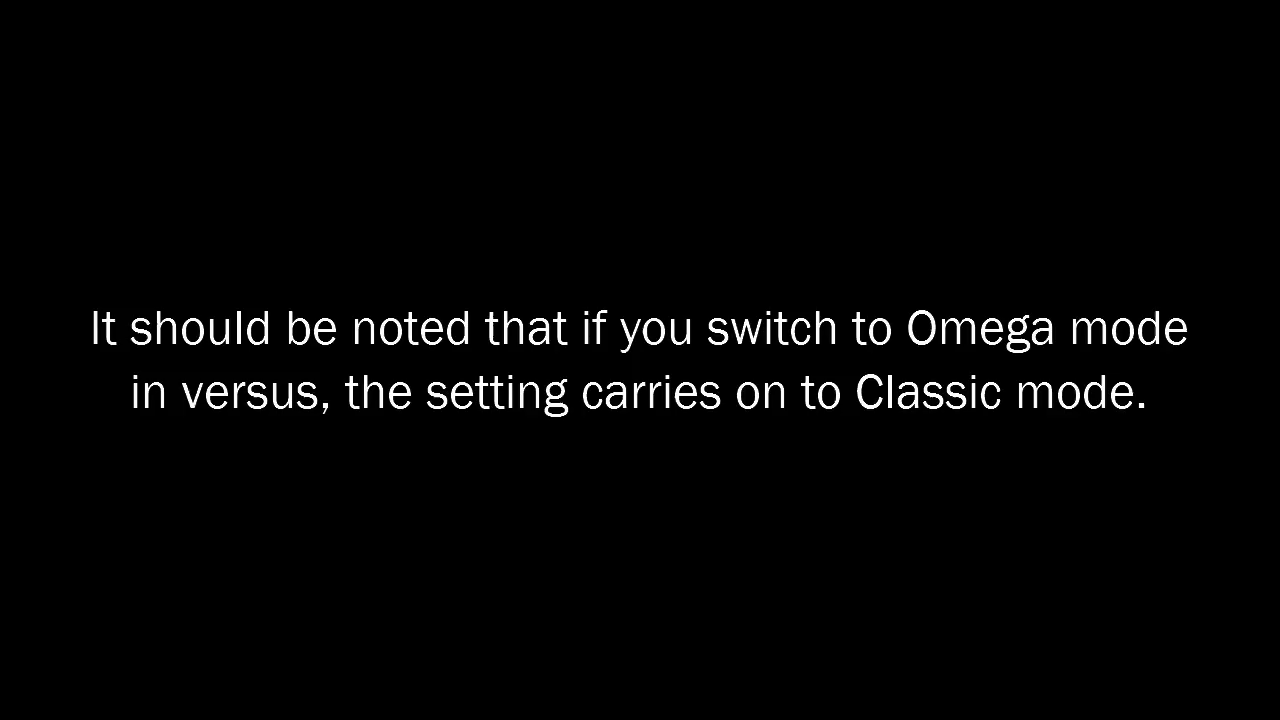 It should be noted that if you switch to Omega mode
in versus, the setting carries on to Classic mode.